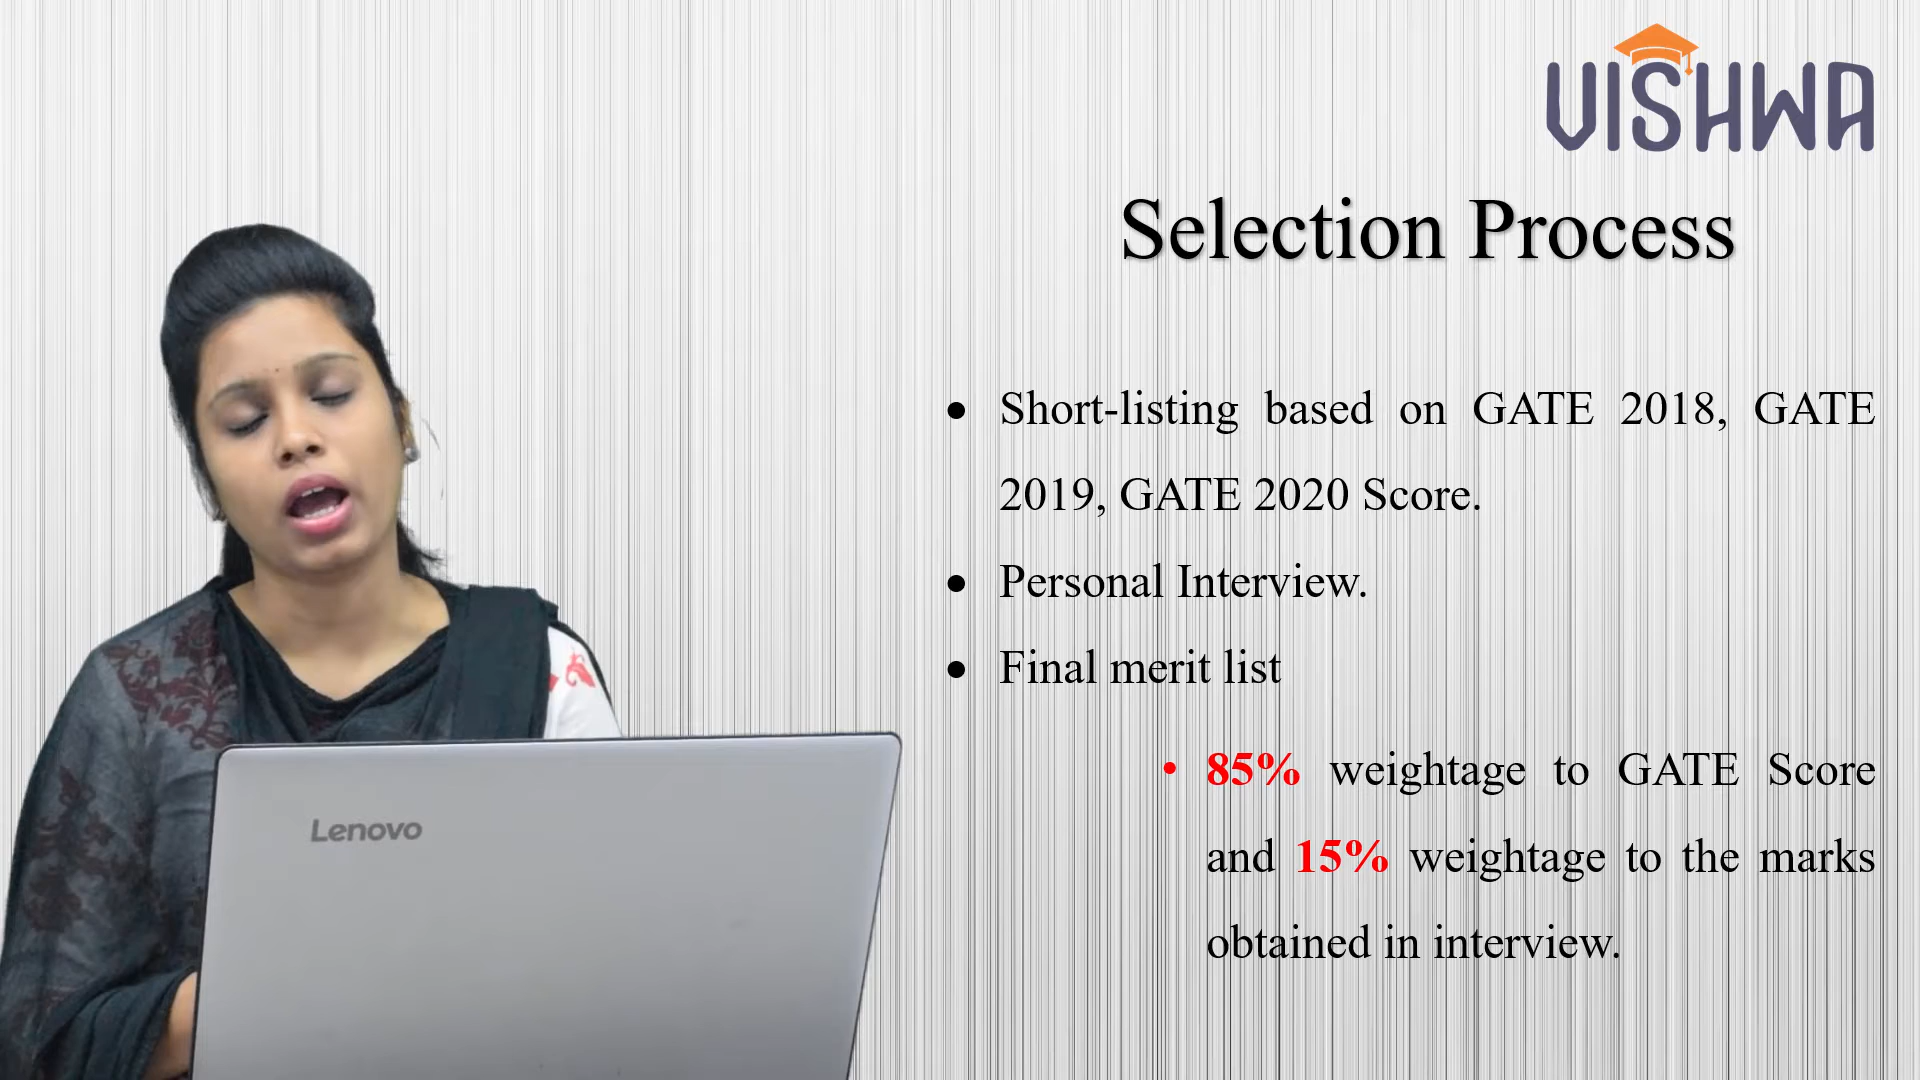 VISHWA
Selection Process
• Short-listing based on GATE 2018, GATE
2019, GATE 2020 Score.
• Personal Interview.
• Final merit list
• 85% weightage to GATE Score
and 15% weightage to the marks
obtained in interview.
Lenovo